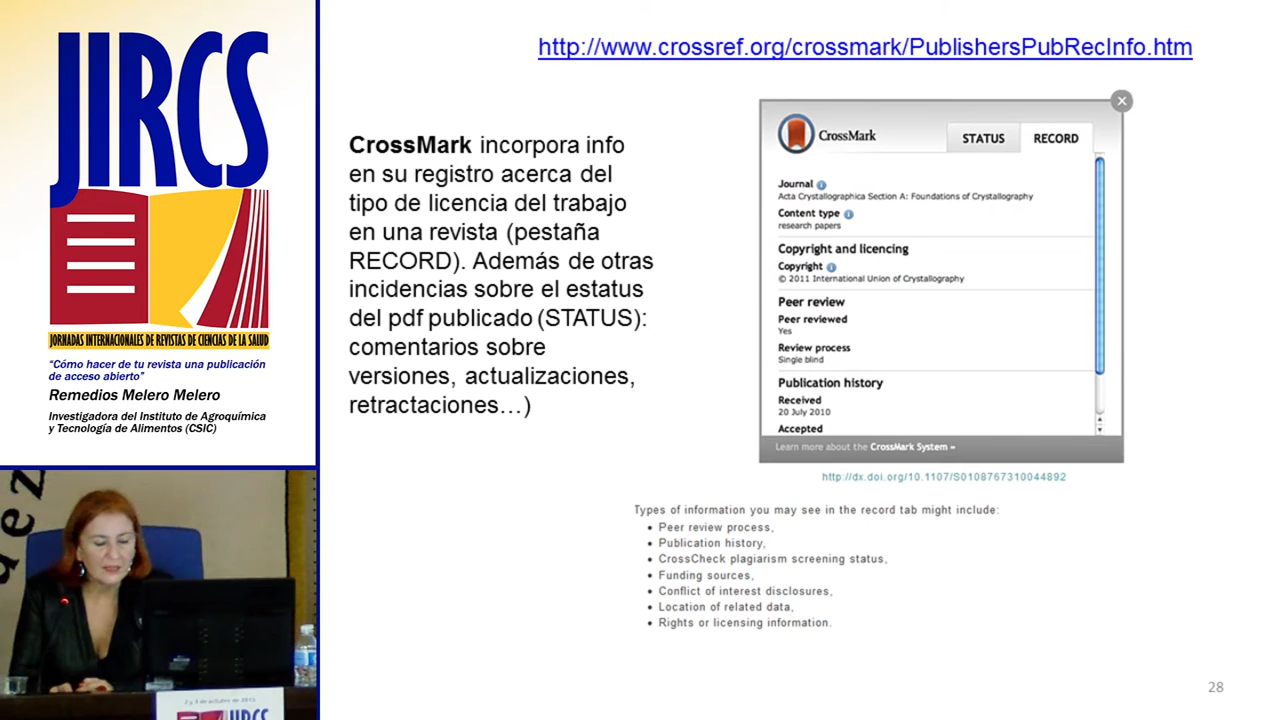 JIRCS
JORNADAS INTERNACIONALES DE REVISTAS DE CIENCIAS DE LA SALUD
"Cómo hacer de tu revista una publicación
de acceso abierto"
Remedios Melero Melero
Investigadora del Instituto de Agroquímica
y Tecnología de Alimentos (CSIC)
http://www.crossref.org/crossmark/PublishersPubRecInfo.htm
CrossMark incorpora info
en su registro acerca del
tipo de licencia del trabajo
en una revista (pestaña
RECORD). Además de otras
incidencias sobre el estatus
del pdf publicado (STATUS):
comentarios sobre
versiones, actualizaciones,
retractaciones…)
CrossMark
STATUS
RECORD
Journal
Acta Crystallographica Section A: Foundations of Crystallography
Content type
research papers
Copyright and licencing
Copyright
© 2011 International Union of Crystallography
Peer review
Peer reviewed
Yes
Review process
Single blind
Publication history
Received
20 July 2010
Accepted
Learn more about the CrossMark System »
http://dx.doi.org/10.1107/S0108767310044892
Types of information you may see in the record tab might include:
• Peer review process,
• Publication history,
• CrossCheck plagiarism screening status,
• Funding sources,
• Conflict of interest disclosures,
• Location of related data,
• Rights or licensing information.
28
JIRCS